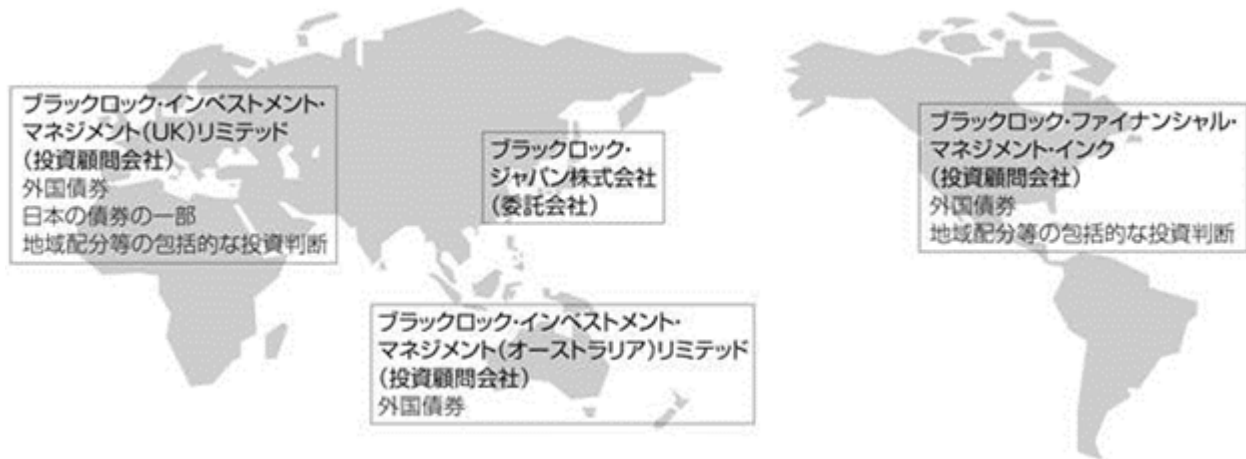 ブラックロック・インベストメント・
マネジメント(UK)リミテッド
(投資顧問会社)
外国債券
日本の債券の一部
地域配分等の包括的な投資判断
ブラックロック・
ジャパン株式会社
(委託会社)
ブラックロック・ファイナンシャル・
マネジメント・インク
(投資顧問会社)
外国債券
地域配分等の包括的な投資判断
ブラックロック・インベストメント・
マネジメント(オーストラリア)リミテッド
(投資顧問会社)
外国債券